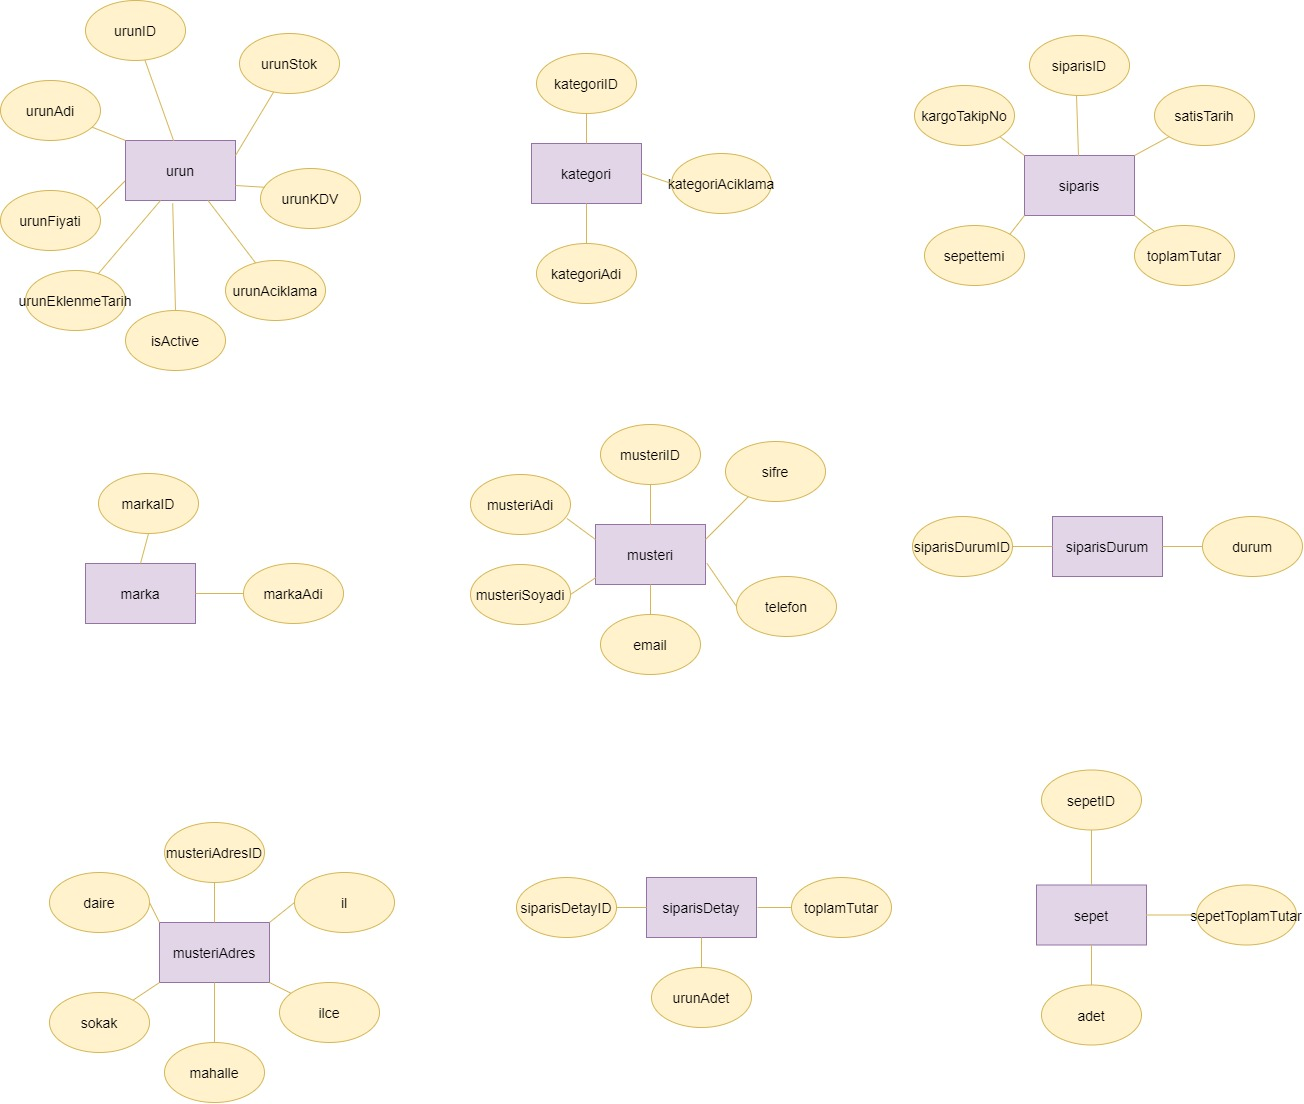 urunID
urunStok
urunAdi
urun
urunKDV
urunFiyati
urunEklenmeTarih
urunAciklama
isActive
kategoriID
kategori
kategoriAciklama
kategoriAdi
siparisID
kargoTakipNo
satisTarih
siparis
sepettemi
toplamTutar
markaID
marka
markaAdi
musteriID
sifre
musteriAdi
musteri
musteriSoyadi
telefon
email
siparisDurumID
siparisDurum
durum
musteriAdresID
daire
il
musteriAdres
sokak
ilce
mahalle
siparisDetayID
siparisDetay
toplamTutar
urunAdet
sepetID
sepet
sepetToplamTutar
adet